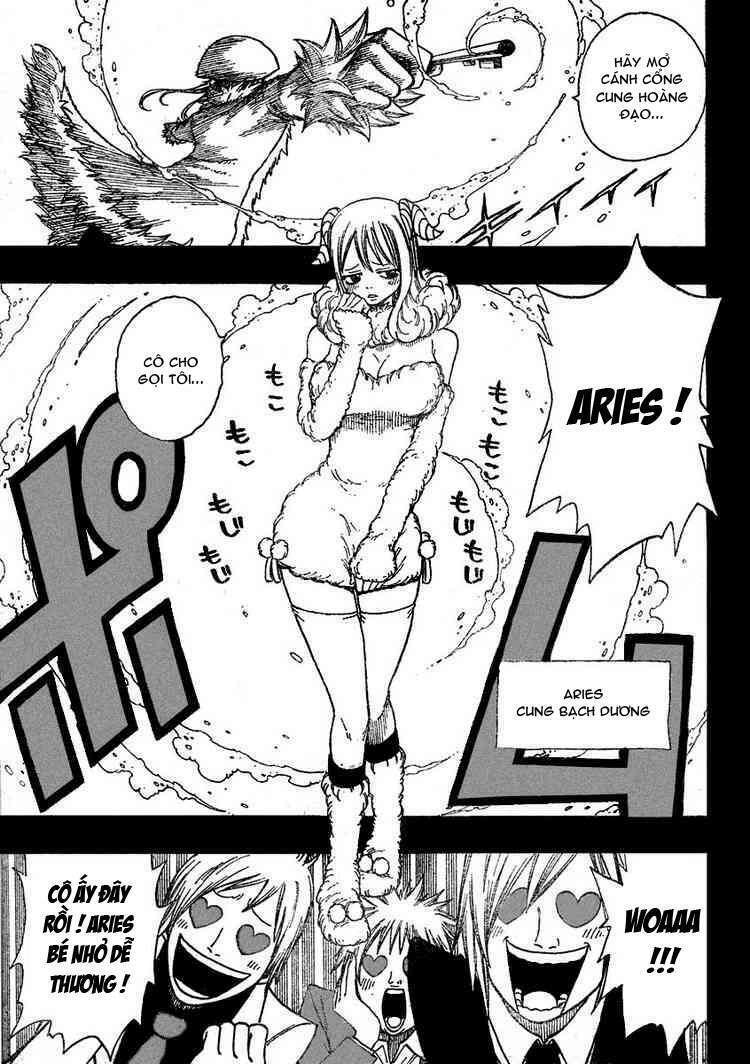 HÃY MỞ
CÁNH CỔNG
CUNG HOÀNG
ĐẠO...
ARIES !
CÔ CHO
GỌI TÔI...
もこ
もこ
もじ
もじ
もこ
もこ
もじ
もじ
ARIES
CUNG BẠCH DƯƠNG
WOAAA
!!!
CÔ ẤY ĐÂY
RỒI ! ARIES
BÉ NHỎ DỄ
THƯƠNG !